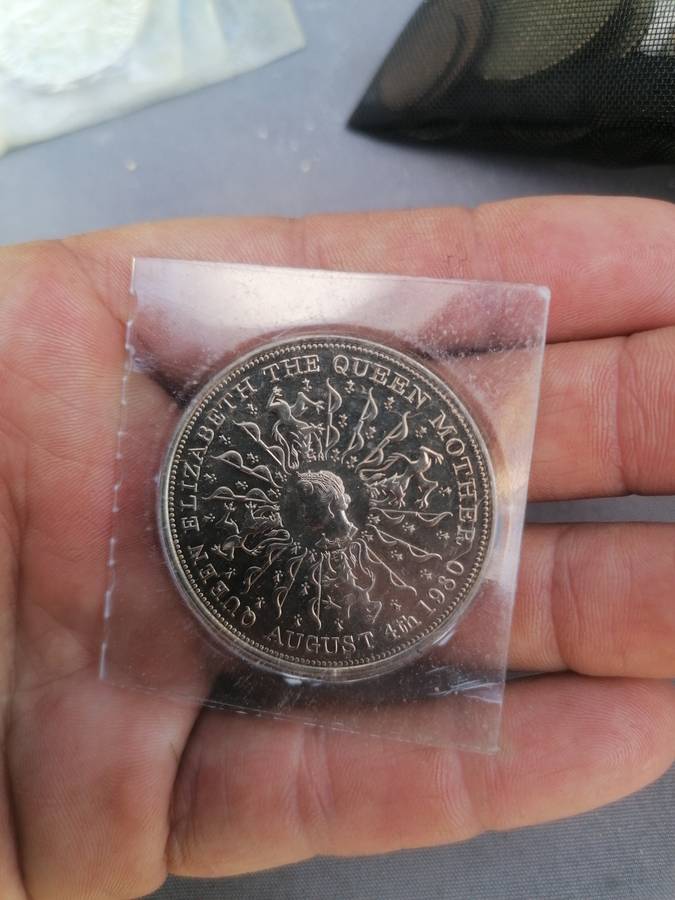 QUEEN ELIZABETH THE QUEEN MOTHER
AUGUST 4th 1980